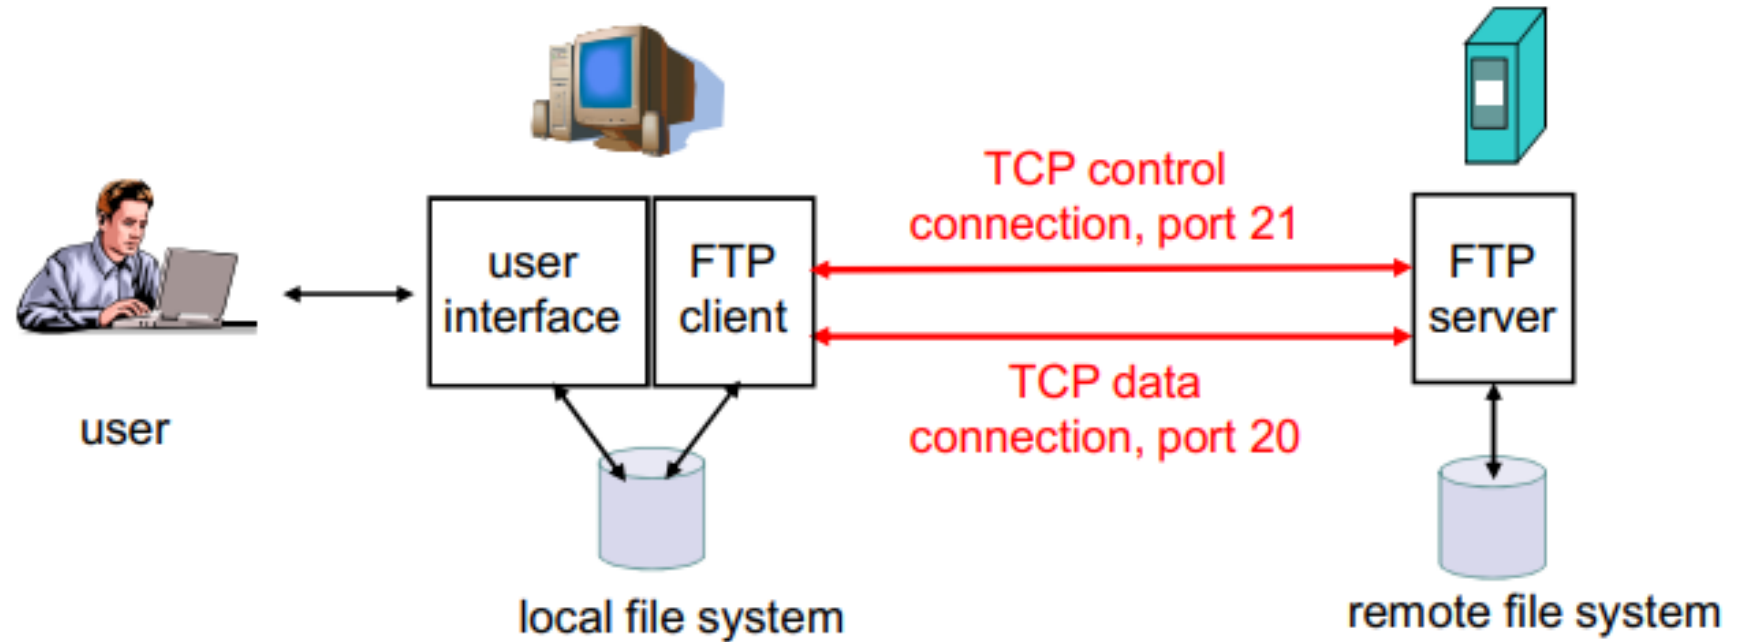 TCP control
connection, port 21
user
interface
FTP
client
FTP
server
TCP data
connection, port 20
user
local file system
remote file system